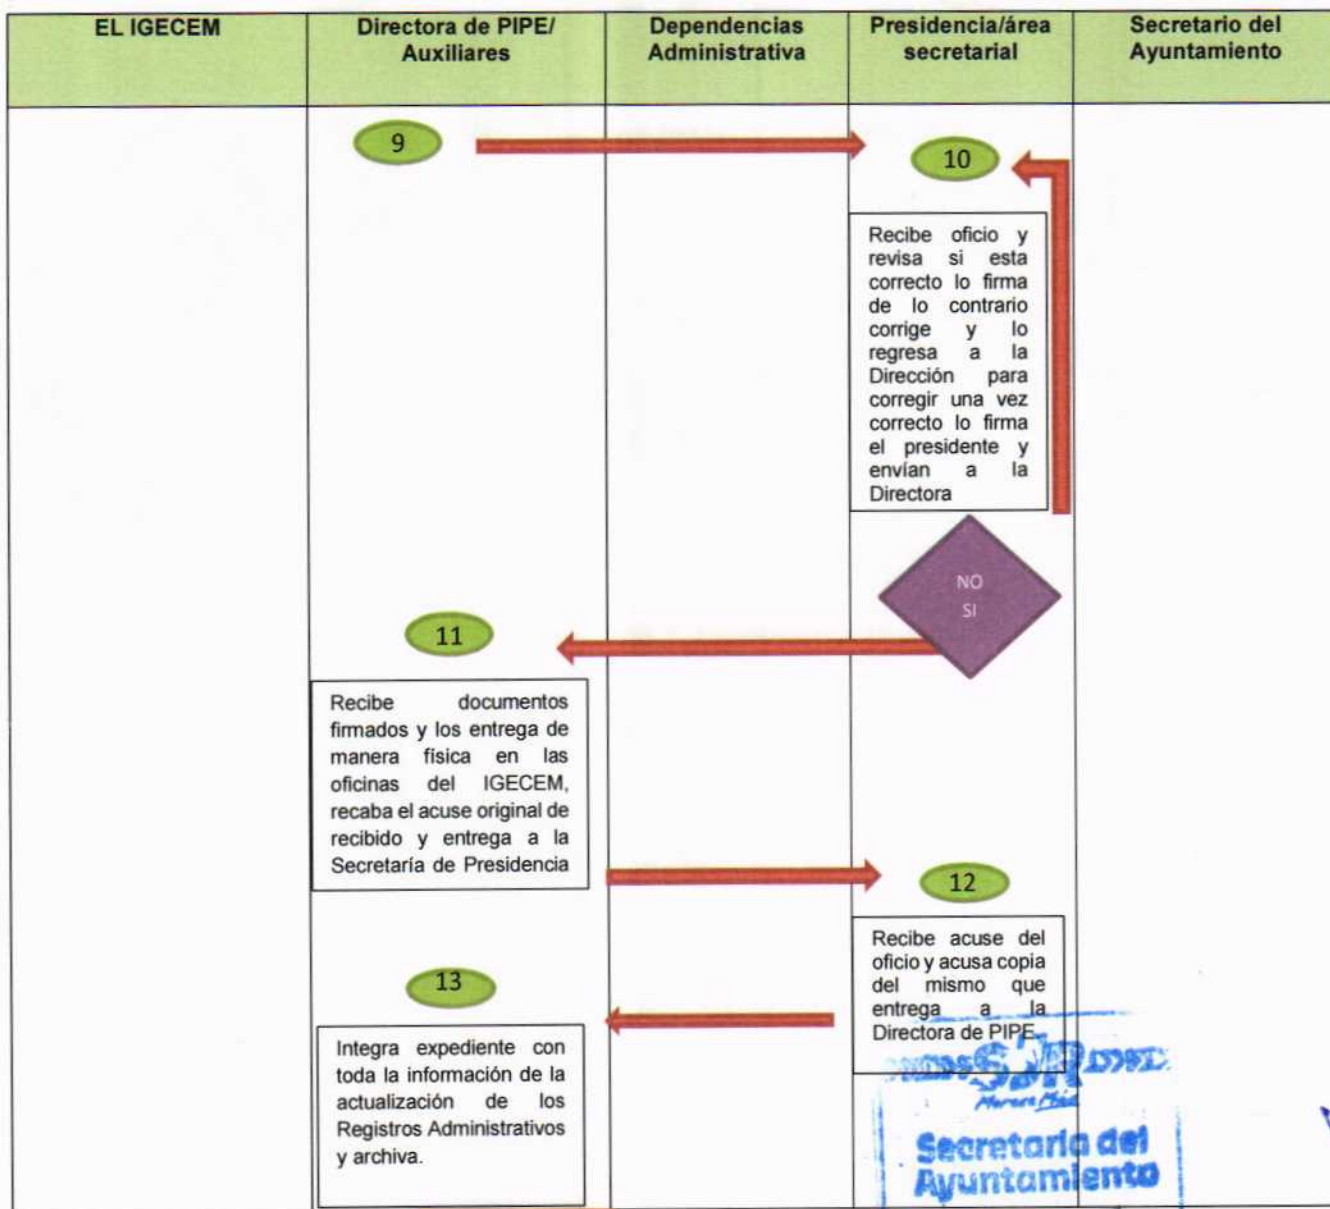 EL IGECEM
Directora de PIPE/
Auxiliares
Dependencias
Administrativa
Presidencia/área
secretarial
Secretario del
Ayuntamiento
9
10
Recibe oficio y
revisa si esta
correcto lo firma
de lo contrario
corrige y lo
regresa a la
Dirección para
corregir una vez
correcto lo firma
el presidente y
envían a la
Directora
NO
SI
11
Recibe documentos
firmados y los entrega de
manera física en las
oficinas del IGECEM,
recaba el acuse original de
recibido y entrega a la
Secretaría de Presidencia
12
Recibe acuse del
oficio y acusa copia
del mismo que
entrega a la
Directora de PIPE.
13
Integra expediente con
toda la información de la
actualización de los
Registros Administrativos
y archiva.
Secretaría del
Ayuntamiento